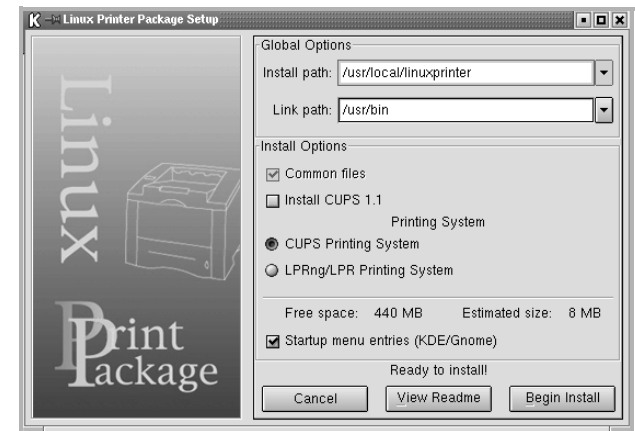 Linux Printer Package Setup
Linux
Print
Package
Global Options
Install path: /usr/local/linuxprinter
Link path: /usr/bin
Install Options
Common files
Install CUPS 1.1
Printing System
CUPS Printing System
LPRng/LPR Printing System
Free space: 440 MB Estimated size: 8 MB
Startup menu entries (KDE/Gnome)
Ready to install!
Cancel View Readme Begin Install